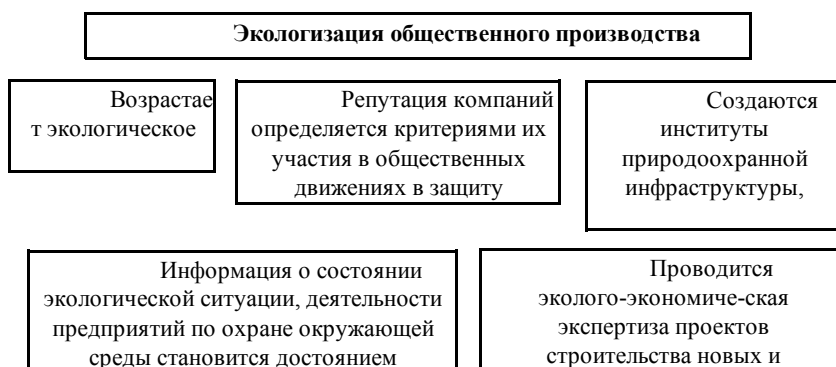 Экологизация общественного производства
Возрастае
т экологическое
Репутация компаний
определяется критериями их
участия в общественных
движениях в защиту
Создаются
институты
природоохранной
инфраструктуры,
Информация о состоянии
экологической ситуации, деятельности
предприятий по охране окружающей
среды становится достоянием
Проводится
эколого-экономиче-ская
экспертиза проектов
строительства новых и